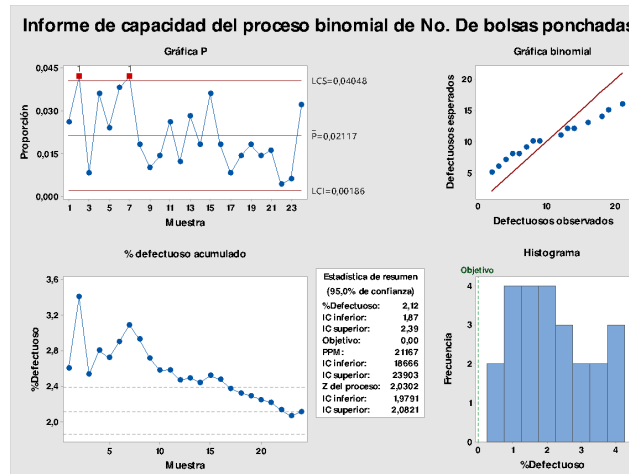 Informe de capacidad del proceso binomial de No. De bolsas ponchadas
Gráfica P
0,045
0,030
0,015
0,000
Proporción
1
1
LCS=0,04048
P̄=0,02117
LCI=0,00186
1 3 5 7 9 11 13 15 17 19 21 23
Muestra
Gráfica binomial
20
15
10
5
Defectuosos esperados
0 10 20
Defectuosos observados
% defectuoso acumulado
3,6
3,2
2,8
2,4
2,0
%Defectuoso
5 10 15 20
Muestra
Estadística de resumen
(95,0% de confianza)
%Defectuoso: 2,12
IC inferior: 1,87
IC superior: 2,39
Objetivo: 0,00
PPM: 21167
IC inferior: 18666
IC superior: 23903
Z del proceso: 2,0302
IC inferior: 1,9791
IC superior: 2,0821
Histograma
Objetivo
4
3
2
1
0
Frecuencia
0 1 2 3 4
%Defectuoso